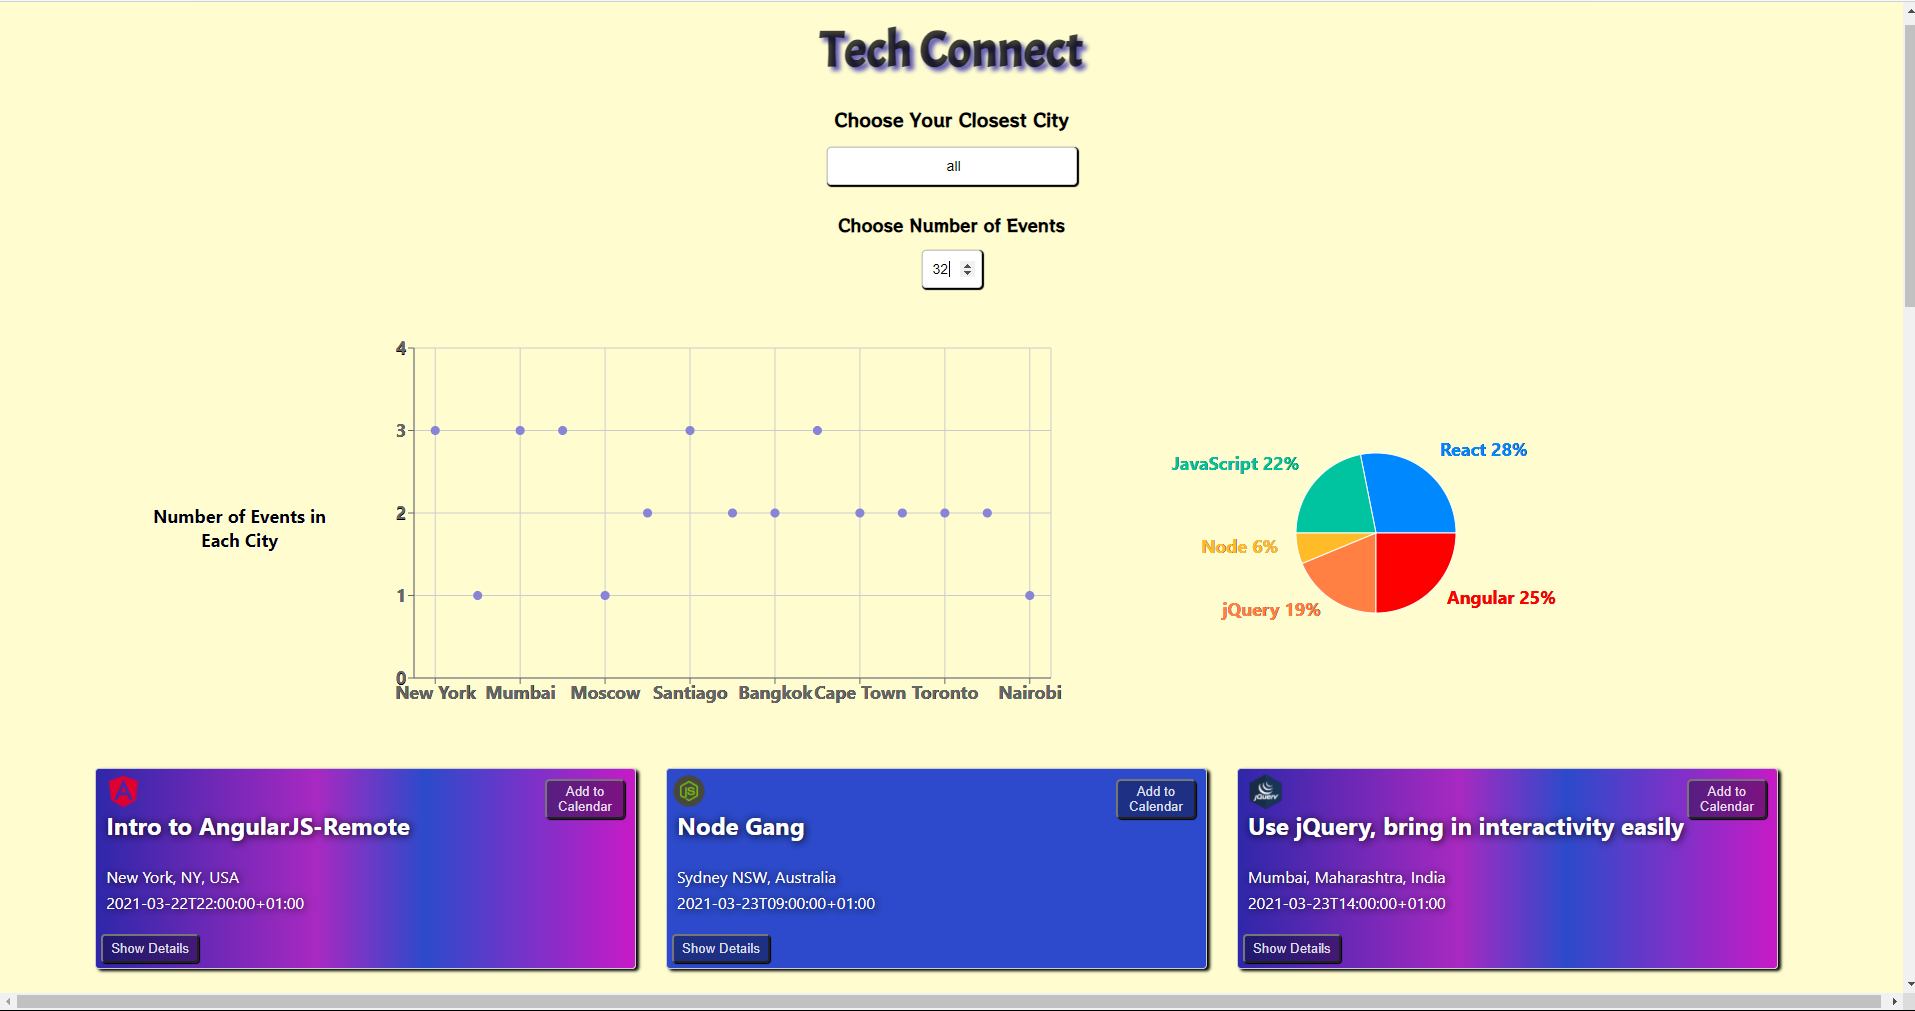 Tech Connect
Choose Your Closest City
all
Choose Number of Events
32
Number of Events in
Each City
4
3
2
1
0
New York Mumbai Moscow Santiago Bangkok Cape Town Toronto Nairobi
React 28%
JavaScript 22%
Node 6%
jQuery 19%
Angular 25%
Add to
Calendar
Intro to AngularJS-Remote
New York, NY, USA
2021-03-22T22:00:00+01:00
Show Details
JS
Add to
Calendar
Node Gang
Sydney NSW, Australia
2021-03-23T09:00:00+01:00
Show Details
jQuery
Add to
Calendar
Use jQuery, bring in interactivity easily
Mumbai, Maharashtra, India
2021-03-23T14:00:00+01:00
Show Details